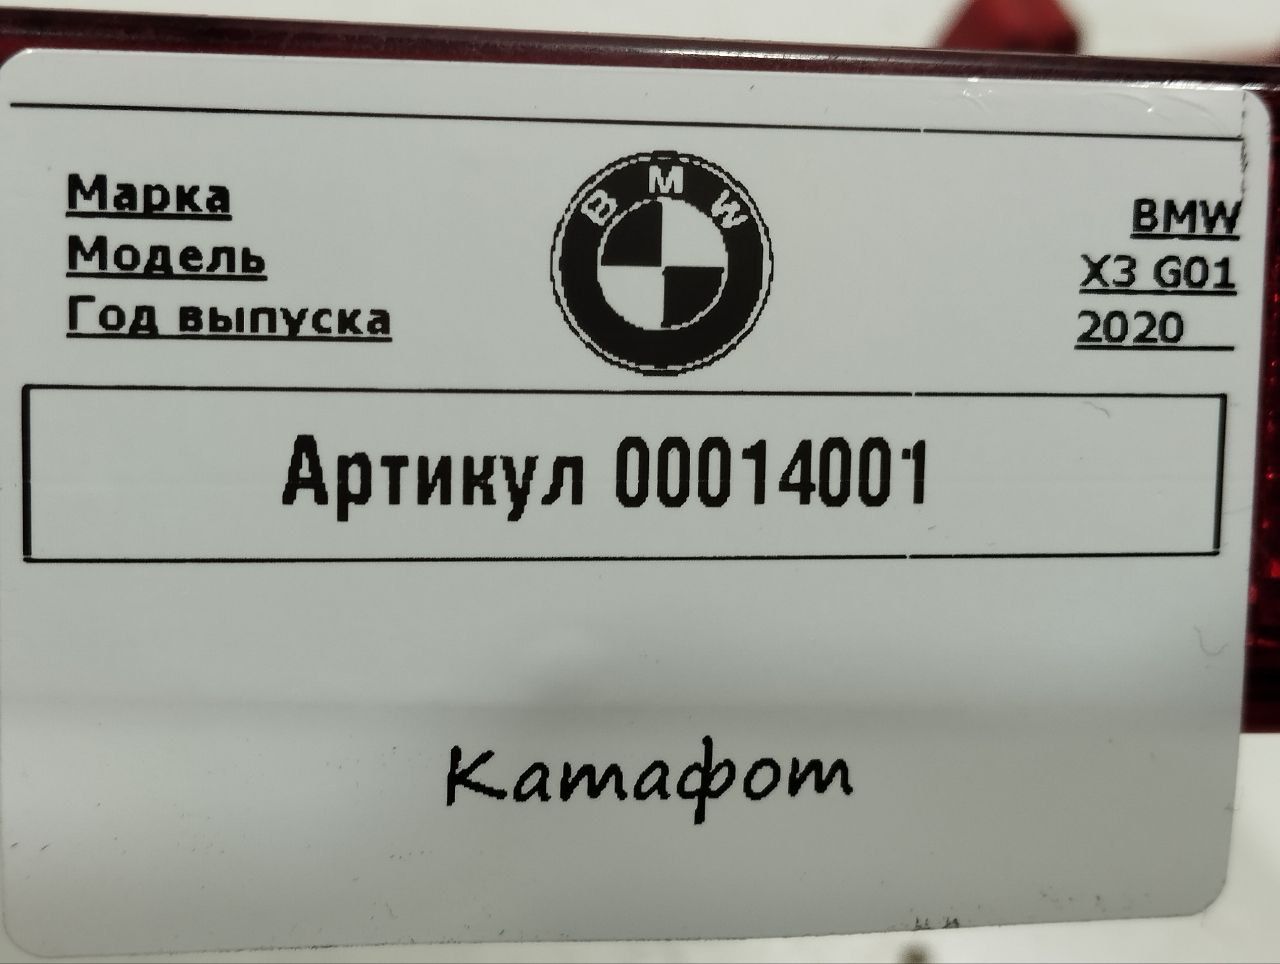 Марка
Модель
Год выпуска
BMW
BMW
X3 G01
2020
Артикул 00014001
Катафот